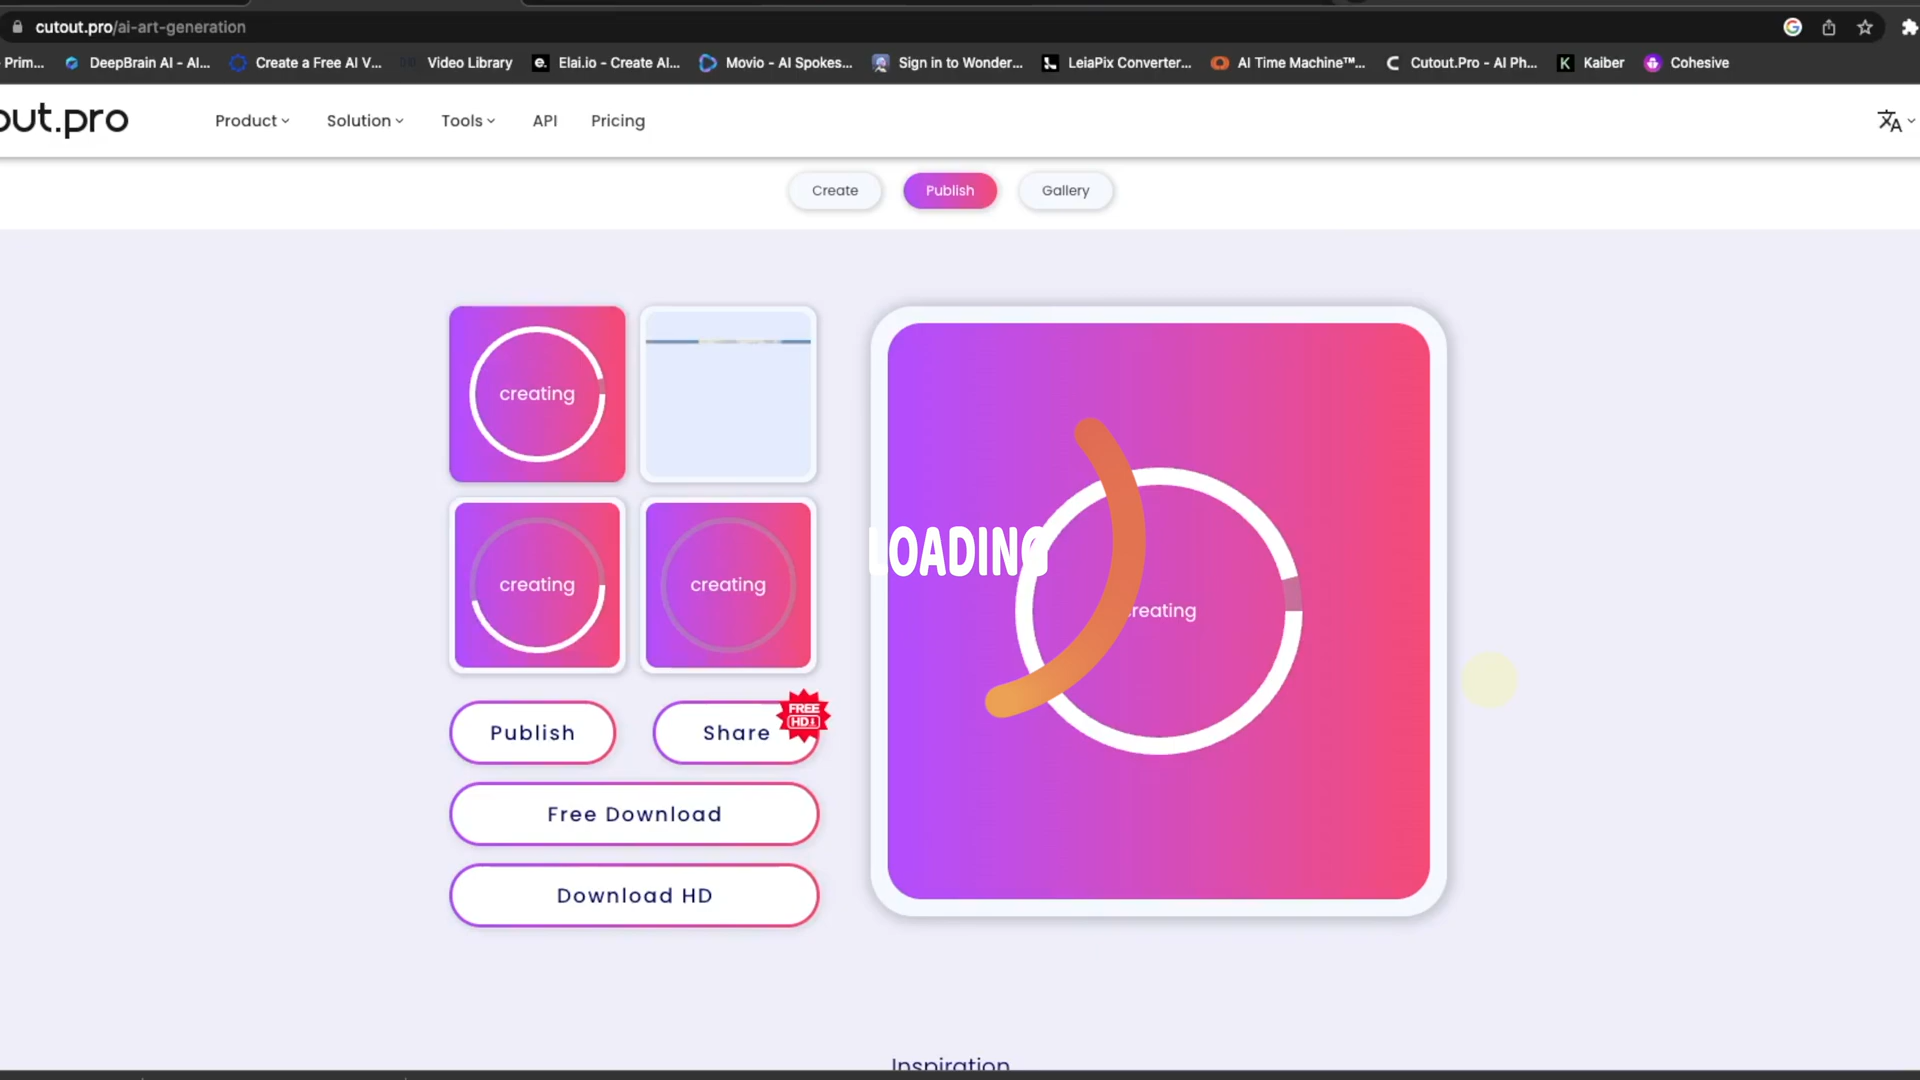 cutout.pro/ai-art-generation
Prim...
DeepBrain AI - AI...
Create a Free AI V...
Video Library
Elai.io - Create AI...
Movio - AI Spokes...
Sign in to Wonder...
LeiaPix Converter...
AI Time Machine™...
Cutout.Pro - AI Ph...
Kaiber
Cohesive
out.pro
Product
Solution
Tools
API
Pricing
Create
Publish
Gallery
creating
creating
creating
LOADING
creating
Publish
Share
FREE
HD
Free Download
Download HD
Inspiration